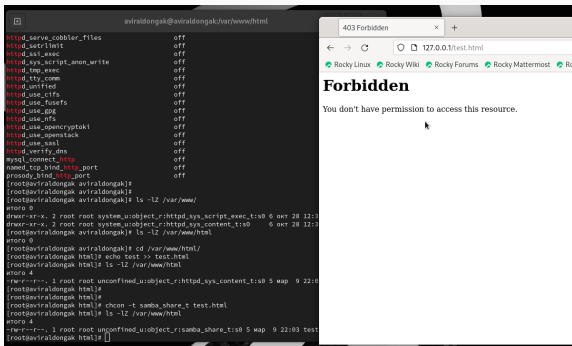 aviraldongak@aviraldongak:/var/www/html
httpd_serve_cobbler_files off
httpd_setrlimit off
httpd_ssi_exec off
httpd_sys_script_anon_write off
httpd_tmp_exec off
httpd_tty_comm off
httpd_unified off
httpd_use_cifs off
httpd_use_fusefs off
httpd_use_gpg off
httpd_use_nfs off
httpd_use_opencryptoki off
httpd_use_openstack off
httpd_use_sasl off
httpd_verify_dns off
mysql_connect_http off
named_tcp_bind_http_port off
prosody_bind_http_port off
[root@aviraldongak aviraldongak]#
[root@aviraldongak aviraldongak]# ls -lZ /var/www/
итого 0
drwxr-xr-x. 2 root root system_u:object_r:httpd_sys_script_exec_t:s0 6 окт 28 12:3
drwxr-xr-x. 2 root root system_u:object_r:httpd_sys_content_t:s0 6 окт 28 12:3
[root@aviraldongak aviraldongak]# ls -lZ /var/www/html
итого 0
[root@aviraldongak aviraldongak]# cd /var/www/html/
[root@aviraldongak html]# echo test >> test.html
[root@aviraldongak html]# ls -lZ /var/www/html
итого 4
-rw-r--r--. 1 root root unconfined_u:object_r:httpd_sys_content_t:s0 5 мар 9 22:0
[root@aviraldongak html]#
[root@aviraldongak html]#
[root@aviraldongak html]# chcon -t samba_share_t test.html
[root@aviraldongak html]# ls -lZ /var/www/html
итого 4
-rw-r--r--. 1 root root unconfined_u:object_r:samba_share_t:s0 5 мар 9 22:03 test
[root@aviraldongak html]#
403 Forbidden
127.0.0.1/test.html
Rocky Linux Rocky Wiki Rocky Forums Rocky Mattermost Ro
Forbidden
You don't have permission to access this resource.